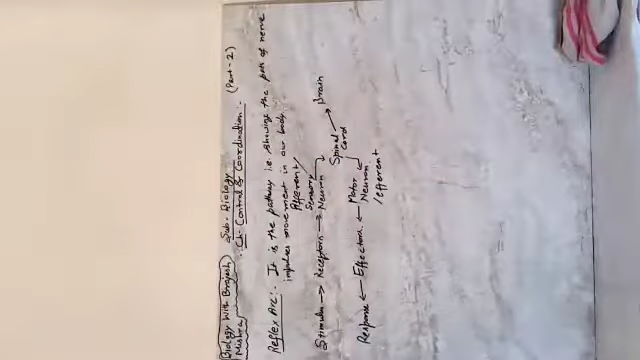 Biology With Brajesh
Mishra
Sub- Biology
Ch- Control & Coordination. (Part-2)
Reflex Arc:- It is the pathway i.e. showing the path of nerve
impulses movement in our body.
Afferent/
Sensory
Stimulus → Receptors → Neuron
Spinal → Brain
Cord
Response ← Effectors ← Motor
Neuron
/efferent